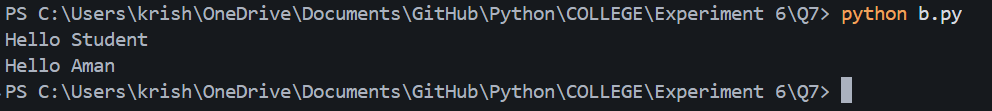 PS C:\Users\krish\OneDrive\Documents\GitHub\Python\COLLEGE\Experiment 6\Q7> python b.py
Hello Student
Hello Aman
PS C:\Users\krish\OneDrive\Documents\GitHub\Python\COLLEGE\Experiment 6\Q7>